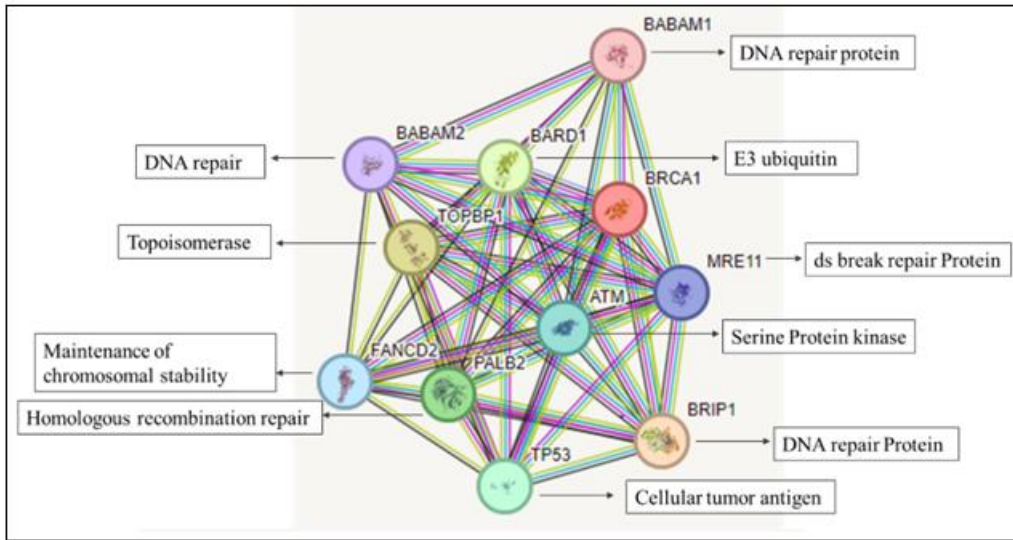 BABAM1
DNA repair protein
BABAM2
BARD1
DNA repair
E3 ubiquitin
BRCA1
TOPBP1
Topoisomerase
MRE11
ds break repair Protein
ATM
Serine Protein kinase
Maintenance of
chromosomal stability
FANCD2
PALB2
Homologous recombination repair
BRIP1
DNA repair Protein
TP53
Cellular tumor antigen